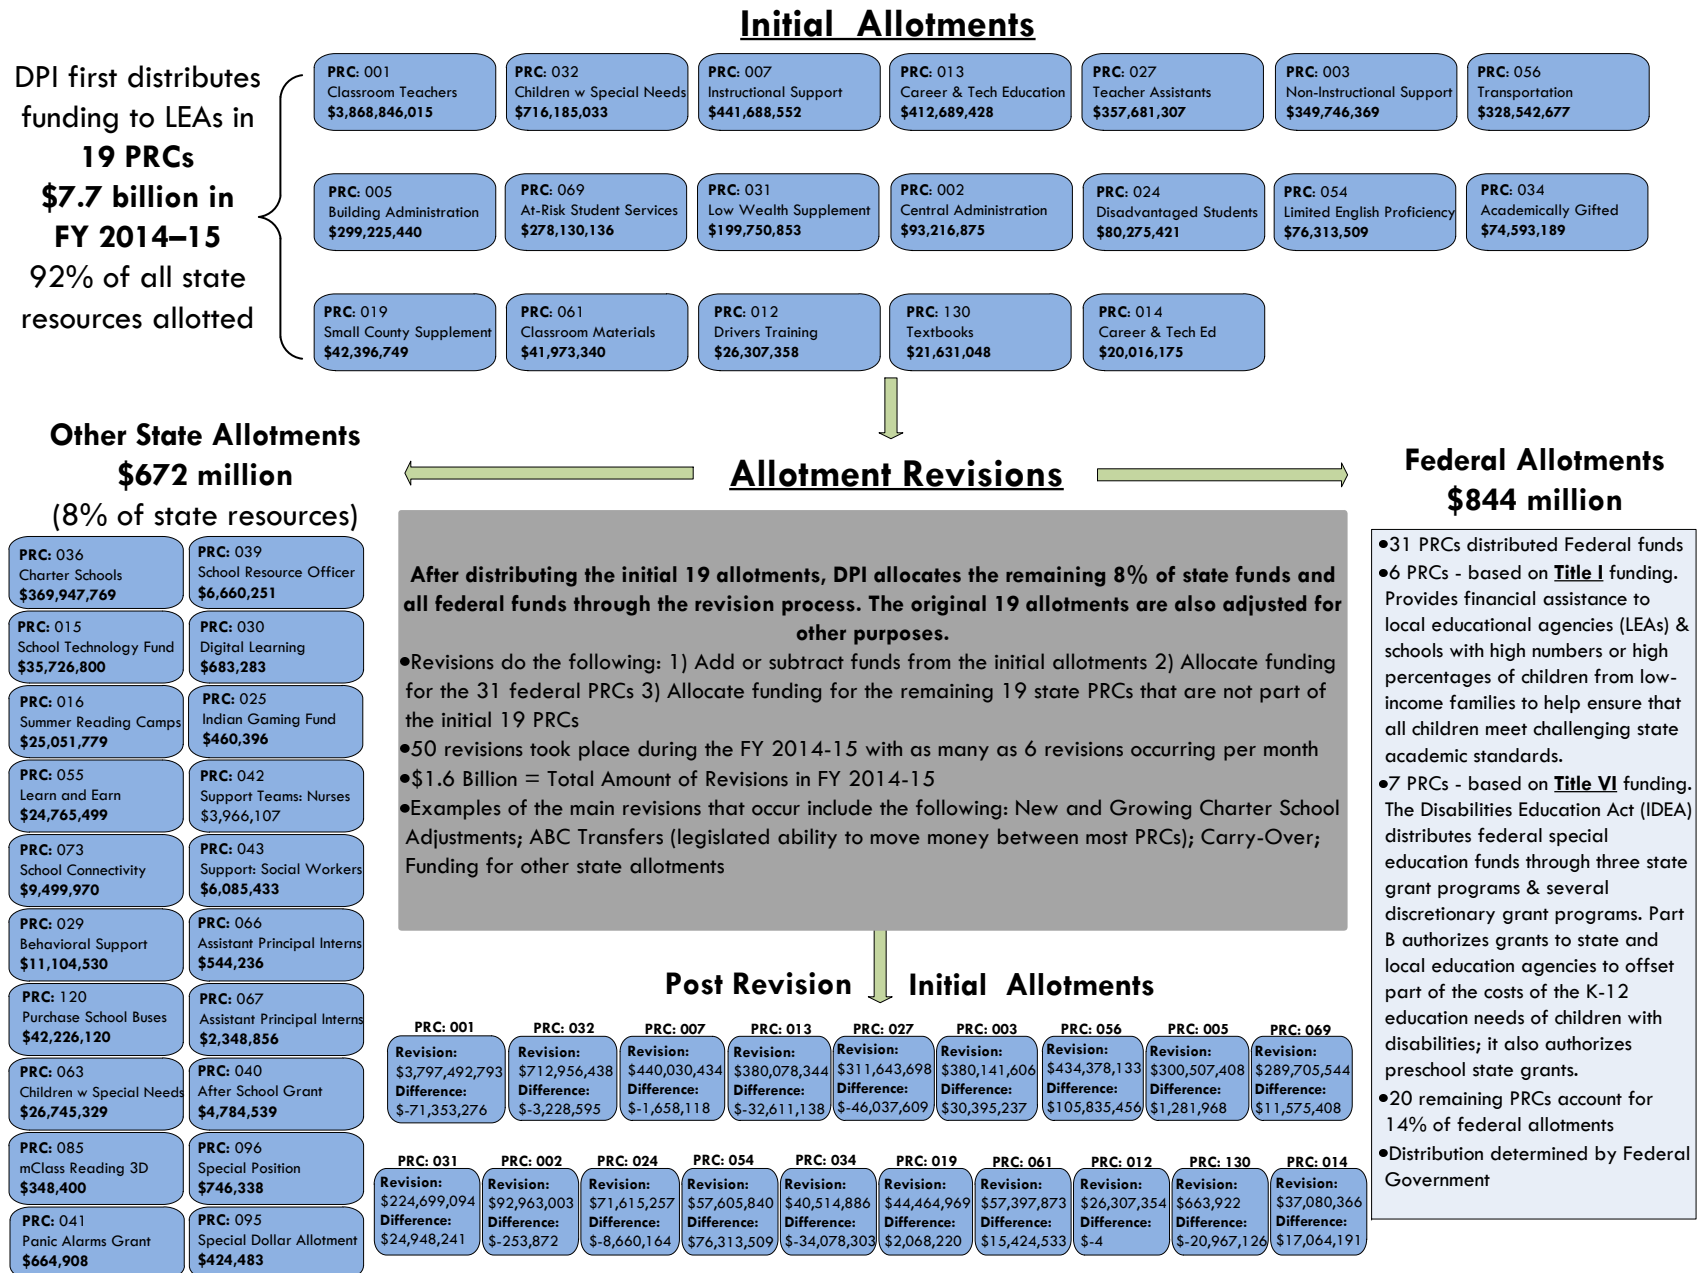 Initial Allotments
DPI first distributes
funding to LEAs in
19 PRCs
$7.7 billion in
FY 2014–15
92% of all state
resources allotted
PRC: 001
Classroom Teachers
$3,868,846,015
PRC: 032
Children w Special Needs
$716,185,033
PRC: 007
Instructional Support
$441,688,552
PRC: 013
Career & Tech Education
$412,689,428
PRC: 027
Teacher Assistants
$357,681,307
PRC: 003
Non-Instructional Support
$349,746,369
PRC: 056
Transportation
$328,542,677
PRC: 005
Building Administration
$299,225,440
PRC: 069
At-Risk Student Services
$278,130,136
PRC: 031
Low Wealth Supplement
$199,750,853
PRC: 002
Central Administration
$93,216,875
PRC: 024
Disadvantaged Students
$80,275,421
PRC: 054
Limited English Proficiency
$76,313,509
PRC: 034
Academically Gifted
$74,593,189
PRC: 019
Small County Supplement
$42,396,749
PRC: 061
Classroom Materials
$41,973,340
PRC: 012
Drivers Training
$26,307,358
PRC: 130
Textbooks
$21,631,048
PRC: 014
Career & Tech Ed
$20,016,175
Other State Allotments
$672 million
(8% of state resources)
PRC: 036
Charter Schools
$369,947,769
PRC: 039
School Resource Officer
$6,660,251
PRC: 015
School Technology Fund
$35,726,800
PRC: 030
Digital Learning
$683,283
PRC: 016
Summer Reading Camps
$25,051,779
PRC: 025
Indian Gaming Fund
$460,396
PRC: 055
Learn and Earn
$24,765,499
PRC: 042
Support Teams: Nurses
$3,966,107
PRC: 073
School Connectivity
$9,499,970
PRC: 043
Support: Social Workers
$6,085,433
PRC: 029
Behavioral Support
$11,104,530
PRC: 066
Assistant Principal Interns
$544,236
PRC: 120
Purchase School Buses
$42,226,120
PRC: 067
Assistant Principal Interns
$2,348,856
PRC: 063
Children w Special Needs
$26,745,329
PRC: 040
After School Grant
$4,784,539
PRC: 085
mClass Reading 3D
$348,400
PRC: 096
Special Position
$746,338
PRC: 041
Panic Alarms Grant
$664,908
PRC: 095
Special Dollar Allotment
$424,483
Allotment Revisions
After distributing the initial 19 allotments, DPI allocates the remaining 8% of state funds and
all federal funds through the revision process. The original 19 allotments are also adjusted for
other purposes.
•Revisions do the following: 1) Add or subtract funds from the initial allotments 2) Allocate funding
for the 31 federal PRCs 3) Allocate funding for the remaining 19 state PRCs that are not part of
the initial 19 PRCs
•50 revisions took place during the FY 2014-15 with as many as 6 revisions occurring per month
•$1.6 Billion = Total Amount of Revisions in FY 2014-15
•Examples of the main revisions that occur include the following: New and Growing Charter School
Adjustments; ABC Transfers (legislated ability to move money between most PRCs); Carry-Over;
Funding for other state allotments
Federal Allotments
$844 million
•31 PRCs distributed Federal funds
•6 PRCs - based on Title I funding.
Provides financial assistance to
local educational agencies (LEAs) &
schools with high numbers or high
percentages of children from low-
income families to help ensure that
all children meet challenging state
academic standards.
•7 PRCs - based on Title VI funding.
The Disabilities Education Act (IDEA)
distributes federal special
education funds through three state
grant programs & several
discretionary grant programs. Part
B authorizes grants to state and
local education agencies to offset
part of the costs of the K-12
education needs of children with
disabilities; it also authorizes
preschool state grants.
•20 remaining PRCs account for
14% of federal allotments
•Distribution determined by Federal
Government
Post Revision Initial Allotments
PRC: 001
Revision:
$3,797,492,793
Difference:
$-71,353,276
PRC: 032
Revision:
$712,956,438
Difference:
$-3,228,595
PRC: 007
Revision:
$440,030,434
Difference:
$-1,658,118
PRC: 013
Revision:
$380,078,344
Difference:
$-32,611,138
PRC: 027
Revision:
$311,643,698
Difference:
$-46,037,609
PRC: 003
Revision:
$380,141,606
Difference:
$30,395,237
PRC: 056
Revision:
$434,378,133
Difference:
$105,835,456
PRC: 005
Revision:
$300,507,408
Difference:
$1,281,968
PRC: 069
Revision:
$289,705,544
Difference:
$11,575,408
PRC: 031
Revision:
$224,699,094
Difference:
$24,948,241
PRC: 002
Revision:
$92,963,003
Difference:
$-253,872
PRC: 024
Revision:
$71,615,257
Difference:
$-8,660,164
PRC: 054
Revision:
$57,605,840
Difference:
$76,313,509
PRC: 034
Revision:
$40,514,886
Difference:
$-34,078,303
PRC: 019
Revision:
$44,464,969
Difference:
$2,068,220
PRC: 061
Revision:
$57,397,873
Difference:
$15,424,533
PRC: 012
Revision:
$26,307,354
Difference:
$-4
PRC: 130
Revision:
$663,922
Difference:
$-20,967,126
PRC: 014
Revision:
$37,080,366
Difference:
$17,064,191